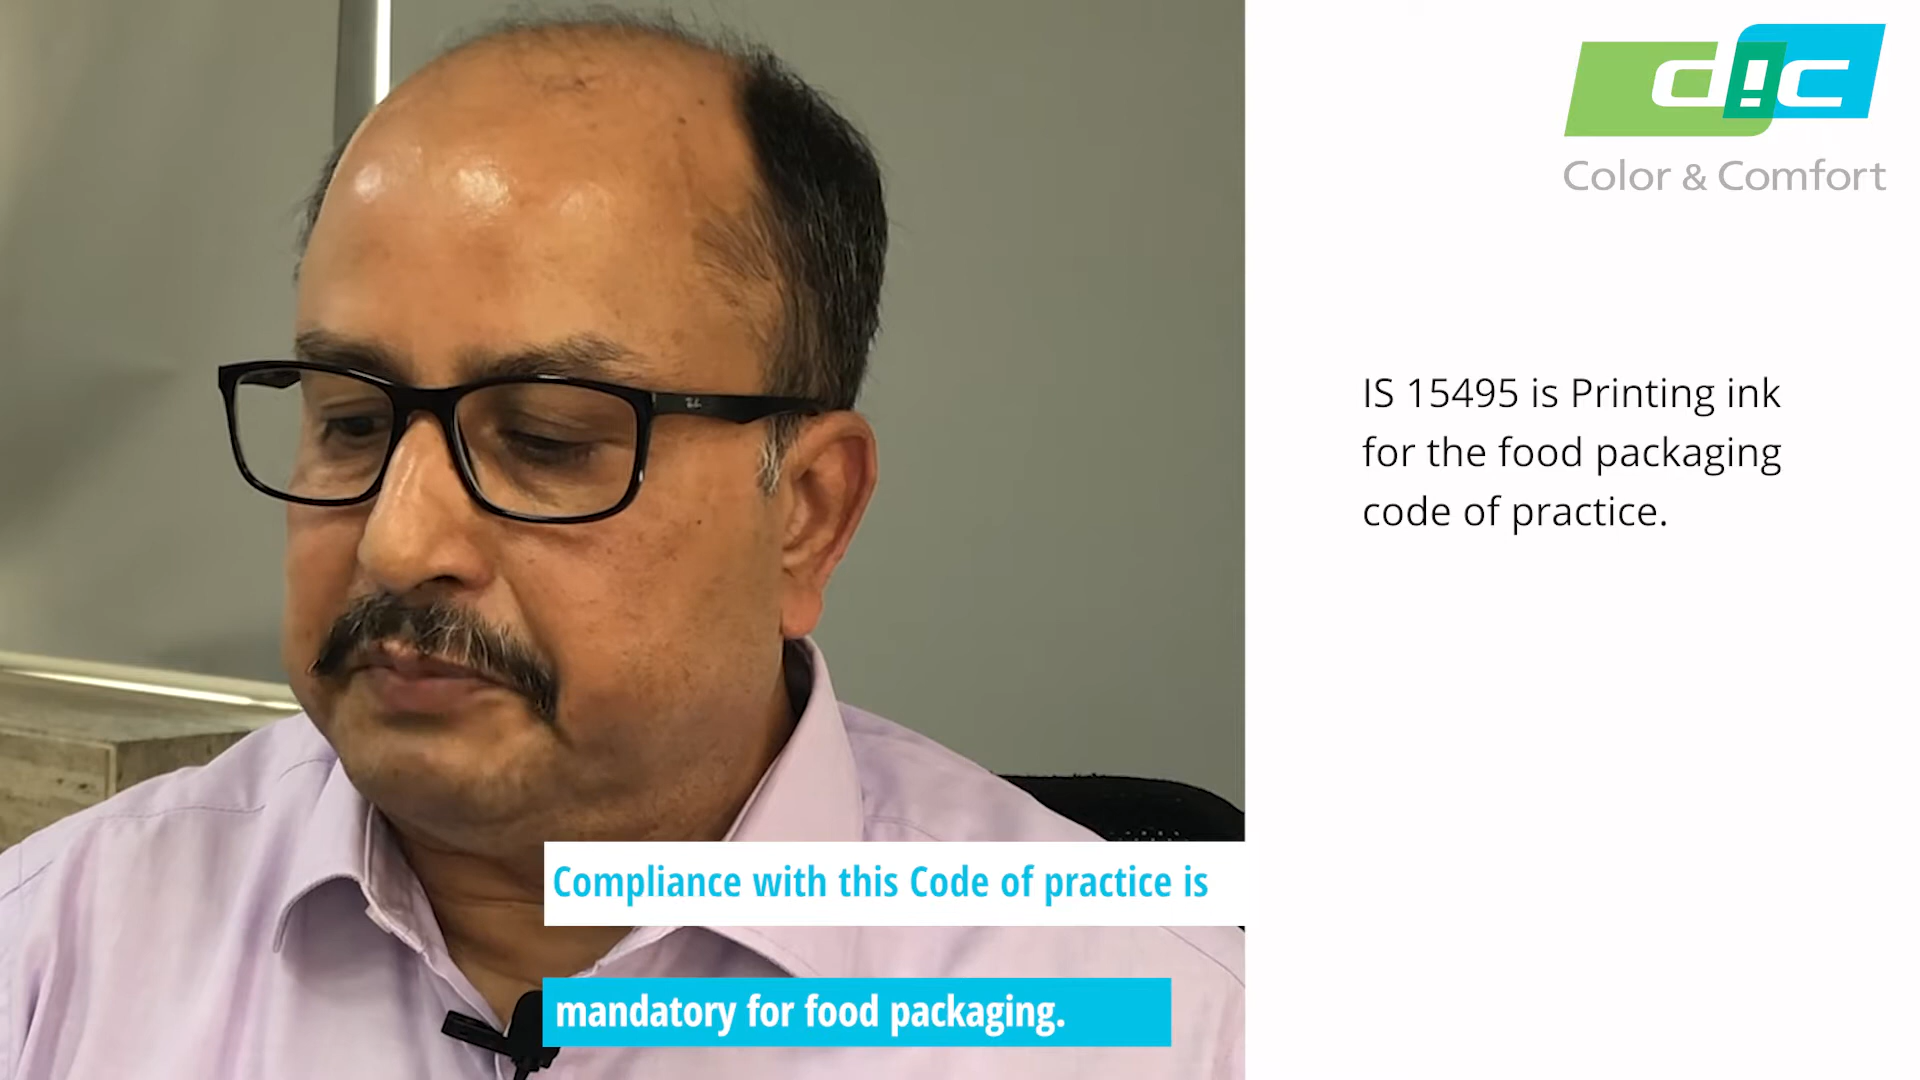 dic
Color & Comfort
IS 15495 is Printing ink
for the food packaging
code of practice.
Compliance with this Code of practice is
mandatory for food packaging.